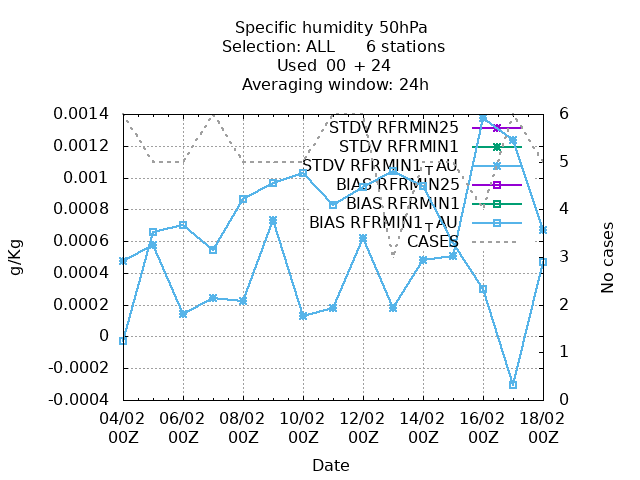 Specific humidity 50hPa
Selection: ALL 6 stations
Used 00 + 24
Averaging window: 24h
0.0014
0.0012
0.001
0.0008
0.0006
0.0004
0.0002
0
-0.0002
-0.0004
g/Kg
STDV RFRMIN25
STDV RFRMIN1
STDV RFRMIN1_TAU
BIAS RFRMIN25
BIAS RFRMIN1
BIAS RFRMIN1_TAU
CASES
6
5
4
3
2
1
0
No cases
04/02 06/02 08/02 10/02 12/02 14/02 16/02 18/02
00Z 00Z 00Z 00Z 00Z 00Z 00Z 00Z
Date